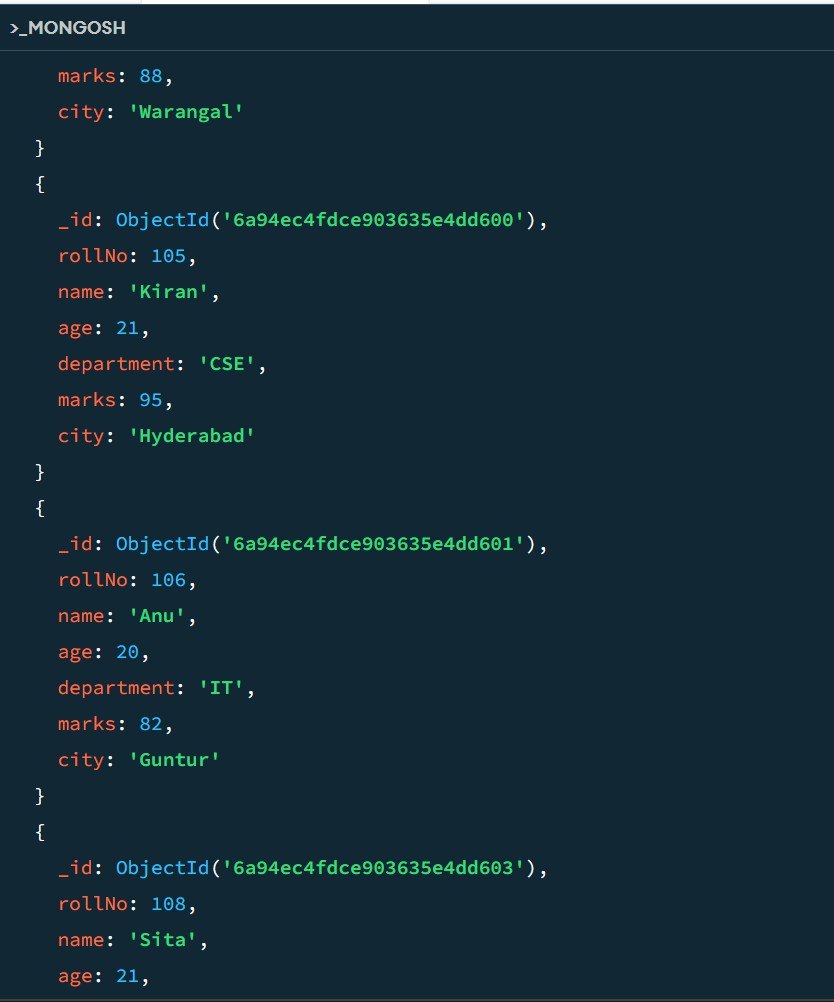 >_MONGOSH
marks: 88,
city: 'Warangal'
}
{
_id: ObjectId('6a94ec4fdce903635e4dd600'),
rollNo: 105,
name: 'Kiran',
age: 21,
department: 'CSE',
marks: 95,
city: 'Hyderabad'
}
{
_id: ObjectId('6a94ec4fdce903635e4dd601'),
rollNo: 106,
name: 'Anu',
age: 20,
department: 'IT',
marks: 82,
city: 'Guntur'
}
{
_id: ObjectId('6a94ec4fdce903635e4dd603'),
rollNo: 108,
name: 'Sita',
age: 21,